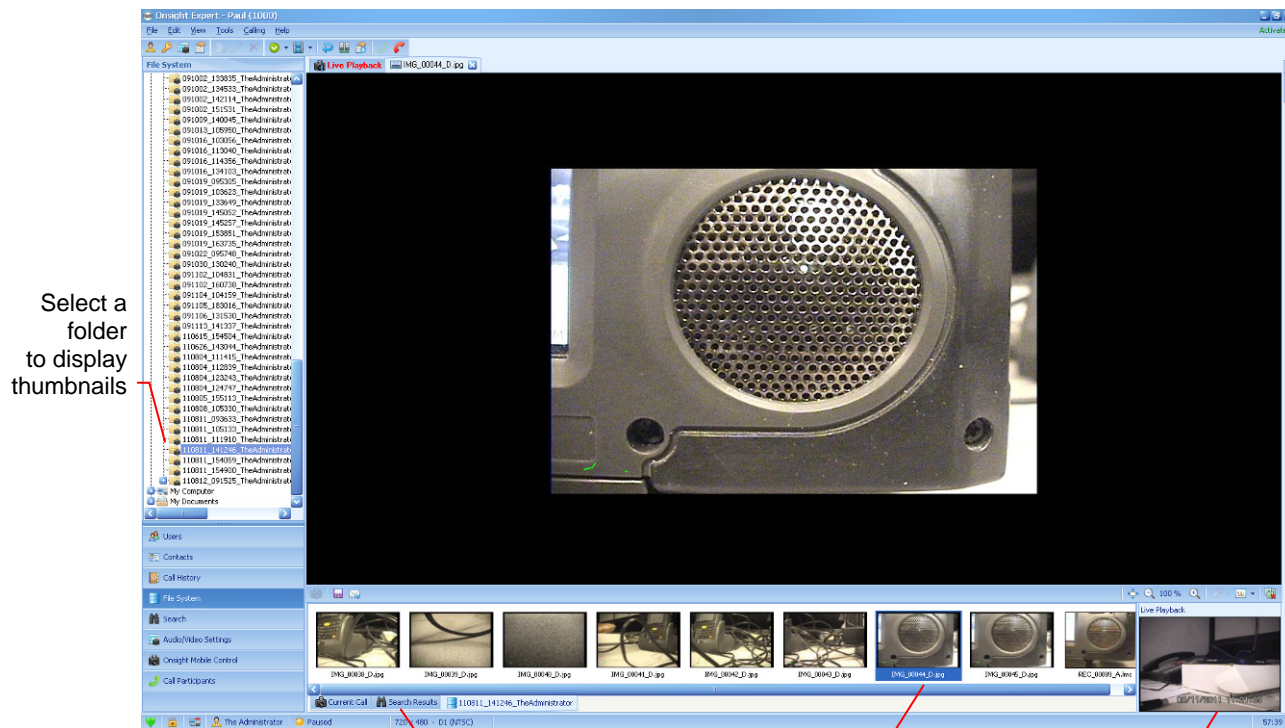 Onsight Expert - Paul (1000)
File Edit View Tools Calling Help
Activate
File System
Live Playback IMG_00044_D.jpg
091002_133835_TheAdministrat
091002_134533_TheAdministrat
091002_142114_TheAdministrat
091002_151531_TheAdministrat
091009_140045_TheAdministrat
091013_105950_TheAdministrat
091016_103056_TheAdministrat
091016_113040_TheAdministrat
091016_114356_TheAdministrat
091016_134103_TheAdministrat
091019_095305_TheAdministrat
091019_103623_TheAdministrat
091019_133649_TheAdministrat
091019_145052_TheAdministrat
091019_145257_TheAdministrat
091019_153851_TheAdministrat
091019_163735_TheAdministrat
091022_095748_TheAdministrat
091030_130240_TheAdministrat
091102_104831_TheAdministrat
091102_160738_TheAdministrat
091104_104159_TheAdministrat
091105_183016_TheAdministrat
091106_131530_TheAdministrat
091113_141337_TheAdministrat
110615_154504_TheAdministrat
110626_143044_TheAdministrat
110804_111415_TheAdministrat
110804_112839_TheAdministrat
110804_123243_TheAdministrat
110804_124747_TheAdministrat
110805_155113_TheAdministrat
110808_105330_TheAdministrat
110811_093633_TheAdministrat
110811_105133_TheAdministrat
110811_111910_TheAdministrat
110811_141246_TheAdministrat
110811_154059_TheAdministrat
110811_154900_TheAdministrat
110812_091525_TheAdministrat
My Computer
My Documents
Select a
folder
to display
thumbnails
Users
Contacts
Call History
File System
Search
Audio/Video Settings
Onsight Mobile Control
Call Participants
100 %
Live Playback
IMG_00038_D.jpg IMG_00039_D.jpg IMG_00040_D.jpg IMG_00041_D.jpg IMG_00042_D.jpg IMG_00043_D.jpg IMG_00044_D.jpg IMG_00045_D.jpg REC_00009_A.lmc
Current Call Search Results 110811_141246_TheAdministrator
The Administrator Paused 720 x 480 - D1 (NTSC) 57:39